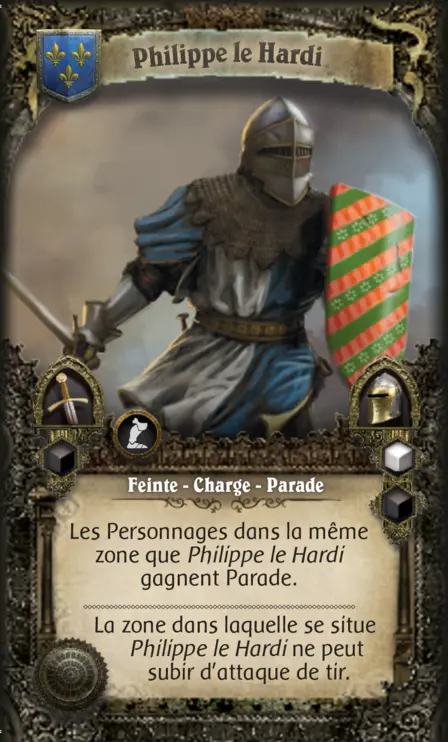 Philippe le Hardi
Feinte - Charge - Parade
Les Personnages dans la même
zone que Philippe le Hardi
gagnent Parade.
La zone dans laquelle se situe
Philippe le Hardi ne peut
subir d'attaque de tir.